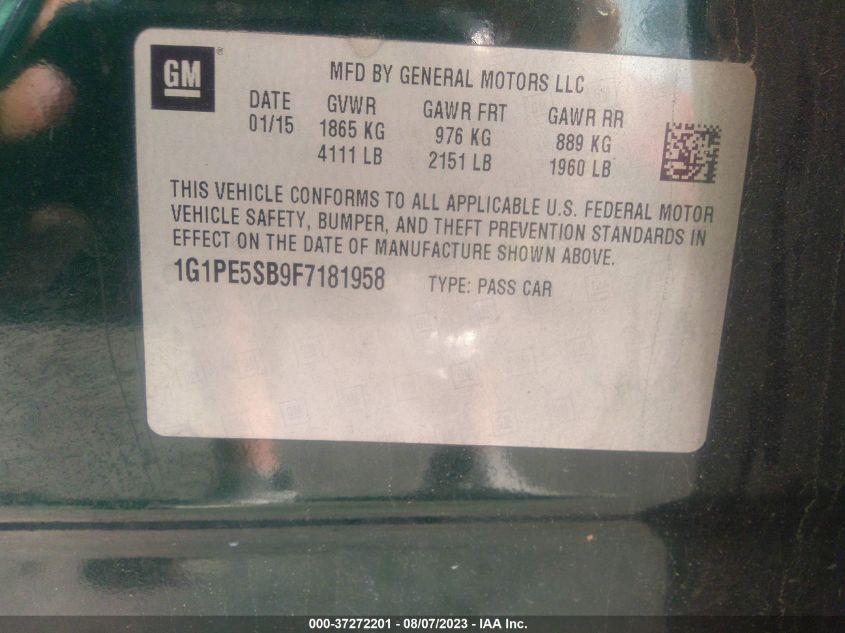 GM ®
MFD BY GENERAL MOTORS LLC
DATE GVWR GAWR FRT GAWR RR
01/15 1865 KG 976 KG 889 KG
4111 LB 2151 LB 1960 LB
THIS VEHICLE CONFORMS TO ALL APPLICABLE U.S. FEDERAL MOTOR
VEHICLE SAFETY, BUMPER, AND THEFT PREVENTION STANDARDS IN
EFFECT ON THE DATE OF MANUFACTURE SHOWN ABOVE.
1G1PE5SB9F7181958 TYPE: PASS CAR
000-37272201 - 08/07/2023 - IAA Inc.